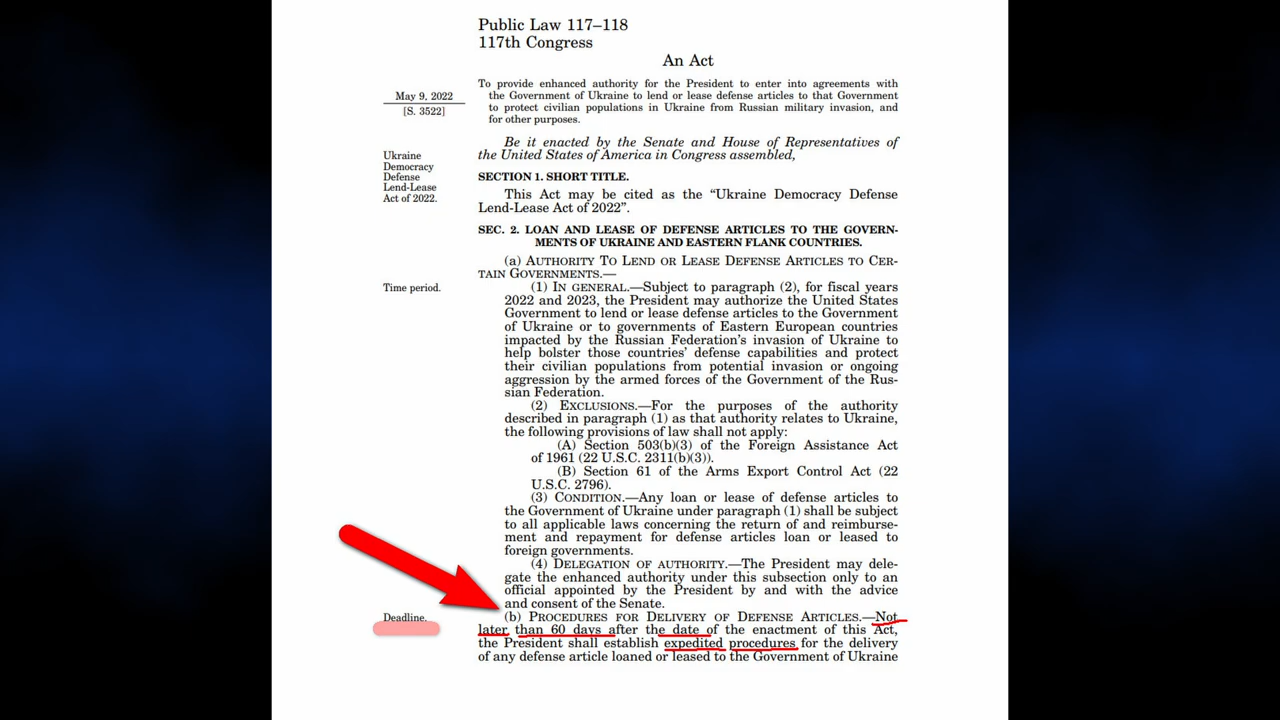 Public Law 117–118
117th Congress
An Act
May 9, 2022
[S. 3522]
To provide enhanced authority for the President to enter into agreements with
the Government of Ukraine to lend or lease defense articles to that Government
to protect civilian populations in Ukraine from Russian military invasion, and
for other purposes.
Be it enacted by the Senate and House of Representatives of
the United States of America in Congress assembled,
Ukraine
Democracy
Defense
Lend-Lease
Act of 2022.
SECTION 1. SHORT TITLE.
This Act may be cited as the “Ukraine Democracy Defense
Lend-Lease Act of 2022”.
SEC. 2. LOAN AND LEASE OF DEFENSE ARTICLES TO THE GOVERN-
MENTS OF UKRAINE AND EASTERN FLANK COUNTRIES.
(a) AUTHORITY TO LEND OR LEASE DEFENSE ARTICLES TO CER-
TAIN GOVERNMENTS.—
Time period.
(1) IN GENERAL.—Subject to paragraph (2), for fiscal years
2022 and 2023, the President may authorize the United States
Government to lend or lease defense articles to the Government
of Ukraine or to governments of Eastern European countries
impacted by the Russian Federation’s invasion of Ukraine to
help bolster those countries’ defense capabilities and protect
their civilian populations from potential invasion or ongoing
aggression by the armed forces of the Government of the Rus-
sian Federation.
(2) EXCLUSIONS.—For the purposes of the authority
described in paragraph (1) as that authority relates to Ukraine,
the following provisions of law shall not apply:
(A) Section 503(b)(3) of the Foreign Assistance Act
of 1961 (22 U.S.C. 2311(b)(3)).
(B) Section 61 of the Arms Export Control Act (22
U.S.C. 2796).
(3) CONDITION.—Any loan or lease of defense articles to
the Government of Ukraine under paragraph (1) shall be subject
to all applicable laws concerning the return of and reimburse-
ment and repayment for defense articles loan or leased to
foreign governments.
(4) DELEGATION OF AUTHORITY.—The President may dele-
gate the enhanced authority under this subsection only to an
official appointed by the President by and with the advice
and consent of the Senate.
Deadline.
(b) PROCEDURES FOR DELIVERY OF DEFENSE ARTICLES.—Not
later than 60 days after the date of the enactment of this Act,
the President shall establish expedited procedures for the delivery
of any defense article loaned or leased to the Government of Ukraine